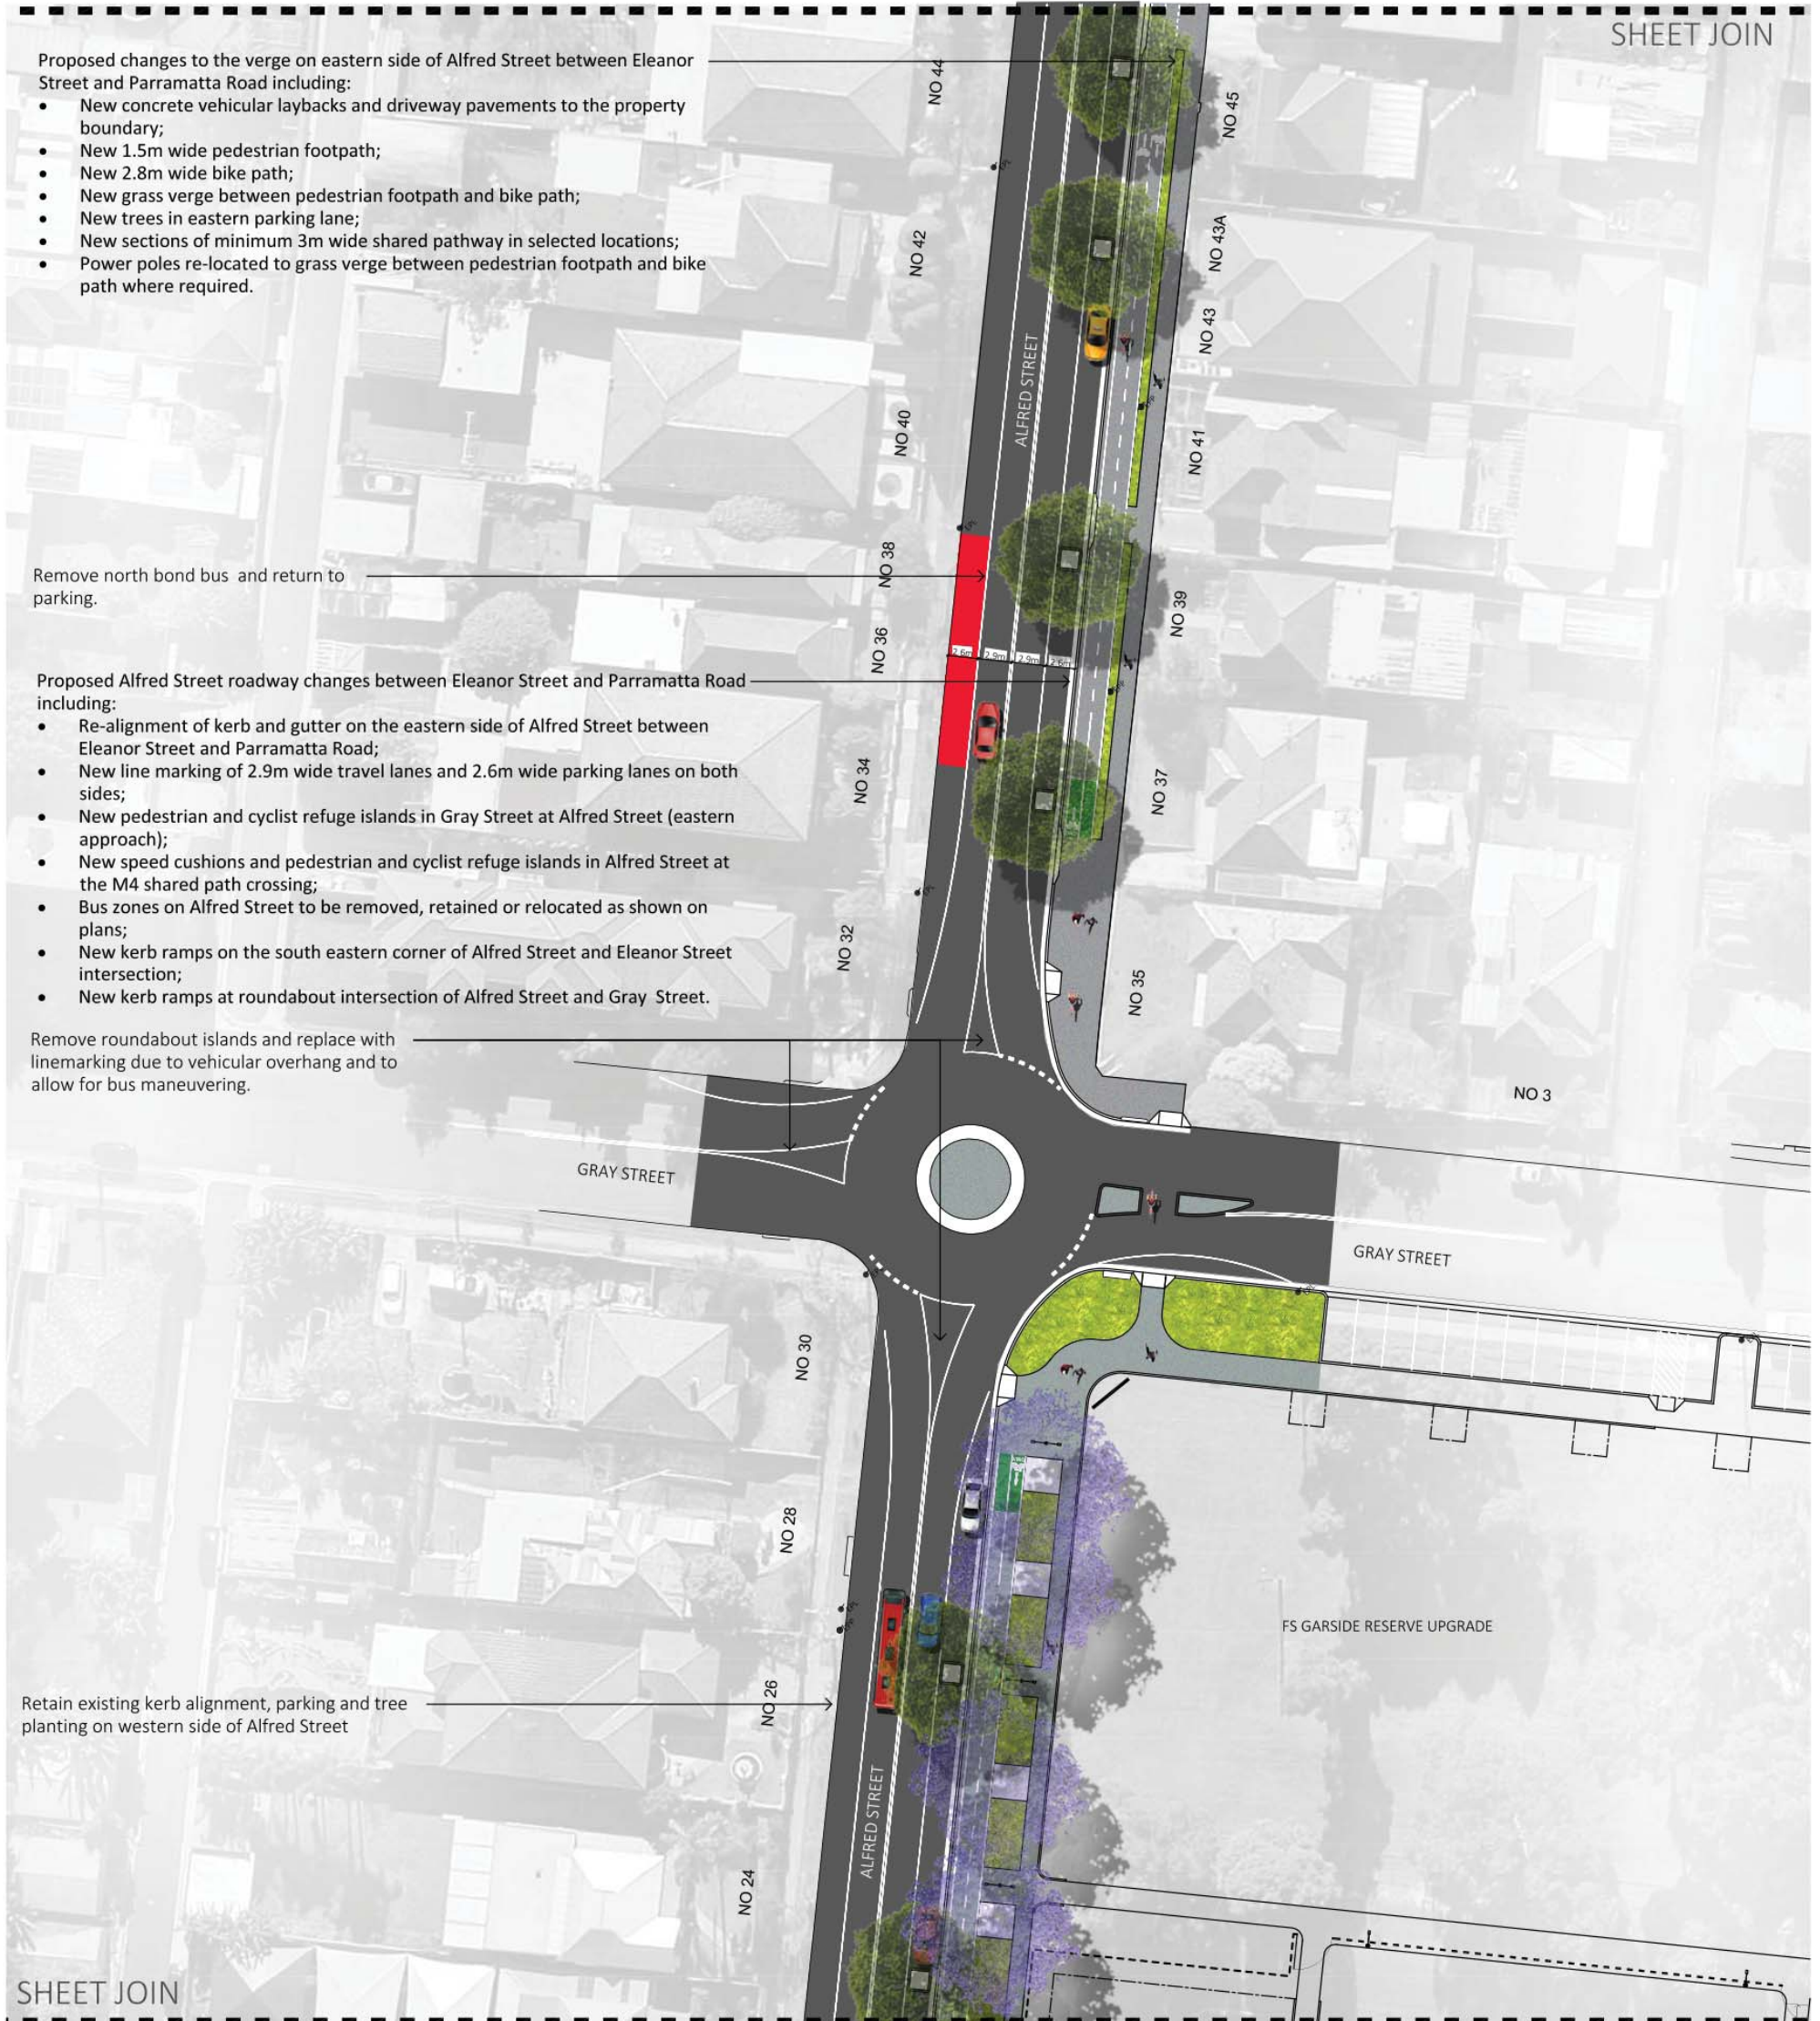 SHEET JOIN
Proposed changes to the verge on eastern side of Alfred Street between Eleanor
Street and Parramatta Road including:
• New concrete vehicular laybacks and driveway pavements to the property
boundary;
• New 1.5m wide pedestrian footpath;
• New 2.8m wide bike path;
• New grass verge between pedestrian footpath and bike path;
• New trees in eastern parking lane;
• New sections of minimum 3m wide shared pathway in selected locations;
• Power poles re-located to grass verge between pedestrian footpath and bike
path where required.
NO 44
NO 45
NO 42
NO 43A
NO 43
ALFRED STREET
NO 40
NO 41
Remove north bond bus and return to
parking.
NO 38
NO 39
NO 36
2.6m 2.9m 2.9m
Proposed Alfred Street roadway changes between Eleanor Street and Parramatta Road
including:
• Re-alignment of kerb and gutter on the eastern side of Alfred Street between
Eleanor Street and Parramatta Road;
• New line marking of 2.9m wide travel lanes and 2.6m wide parking lanes on both
sides;
• New pedestrian and cyclist refuge islands in Gray Street at Alfred Street (eastern
approach);
• New speed cushions and pedestrian and cyclist refuge islands in Alfred Street at
the M4 shared path crossing;
• Bus zones on Alfred Street to be removed, retained or relocated as shown on
plans;
• New kerb ramps on the south eastern corner of Alfred Street and Eleanor Street
intersection;
• New kerb ramps at roundabout intersection of Alfred Street and Gray Street.
NO 34
NO 37
NO 32
NO 35
Remove roundabout islands and replace with
linemarking due to vehicular overhang and to
allow for bus maneuvering.
NO 3
GRAY STREET
GRAY STREET
NO 30
NO 28
FS GARSIDE RESERVE UPGRADE
Retain existing kerb alignment, parking and tree
planting on western side of Alfred Street
NO 26
ALFRED STREET
NO 24
SHEET JOIN